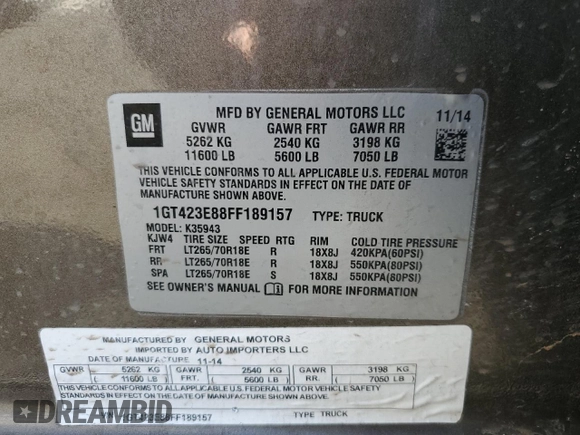 GM
MFD BY GENERAL MOTORS LLC
11/14
GVWR GAWR FRT GAWR RR
5262 KG 2540 KG 3198 KG
11600 LB 5600 LB 7050 LB
THIS VEHICLE CONFORMS TO ALL APPLICABLE U.S. FEDERAL MOTOR
VEHICLE SAFETY STANDARDS IN EFFECT ON THE DATE OF
MANUFACTURE SHOWN ABOVE.
1GT423E88FF189157 TYPE: TRUCK
MODEL: K35943
KJW4 TIRE SIZE SPEED RTG RIM COLD TIRE PRESSURE
FRT LT265/70R18E R 18X8J 420KPA(60PSI)
RR LT265/70R18E R 18X8J 550KPA(80PSI)
SPA LT265/70R18E S 18X8J 550KPA(80PSI)
SEE OWNER'S MANUAL FOR MORE INFORMATION
MANUFACTURED BY GENERAL MOTORS
IMPORTED BY AUTO IMPORTERS LLC
DATE OF MANUFACTURE 11-14
GVWR 5262 KG GAWR 2540 KG GAWR 3198 KG
( 11600 LB ) FRT. ( 5600 LB ) RR. ( 7050 LB )
THIS VEHICLE CONFORMS TO ALL APPLICABLE U.S. FEDERAL MOTOR
VEHICLE SAFETY STANDARDS IN EFFECT ON THE DATE OF
MANUFACTURE SHOWN ABOVE.
TYPE TRUCK
DREAMBID
CARFAST